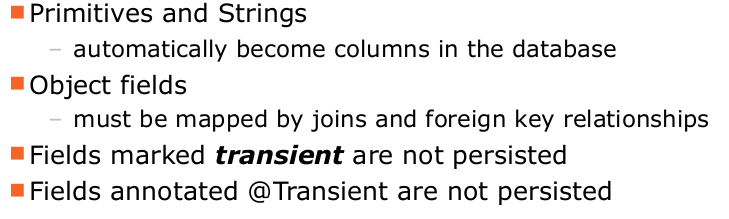 Primitives and Strings
– automatically become columns in the database
Object fields
– must be mapped by joins and foreign key relationships
Fields marked transient are not persisted
Fields annotated @Transient are not persisted